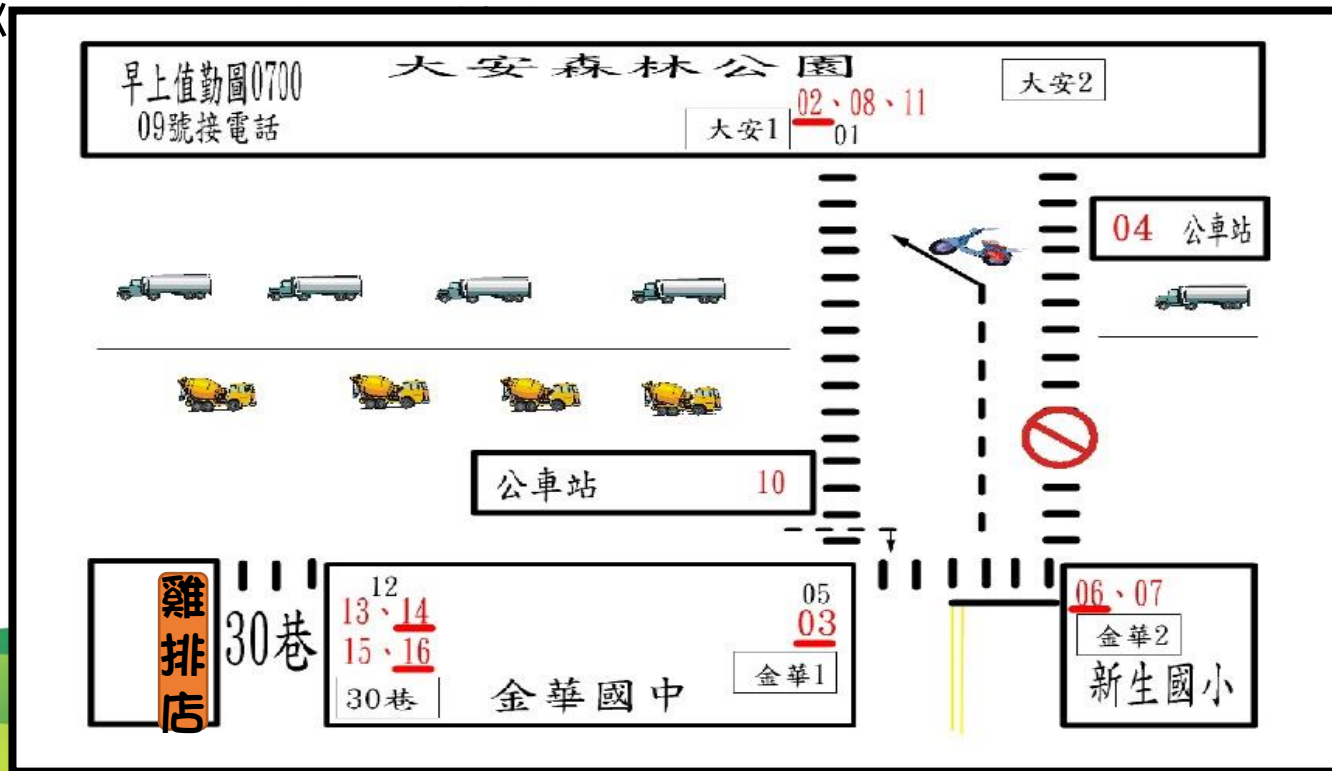 早上值勤圖0700
09號接電話
大安森林公園
大安1
02、08、11
01
大安2
04 公車站
公車站 10
雞排店
30巷
12
13、14
15、16
30巷
金華國中
05
03
金華1
06、07
金華2
新生國小